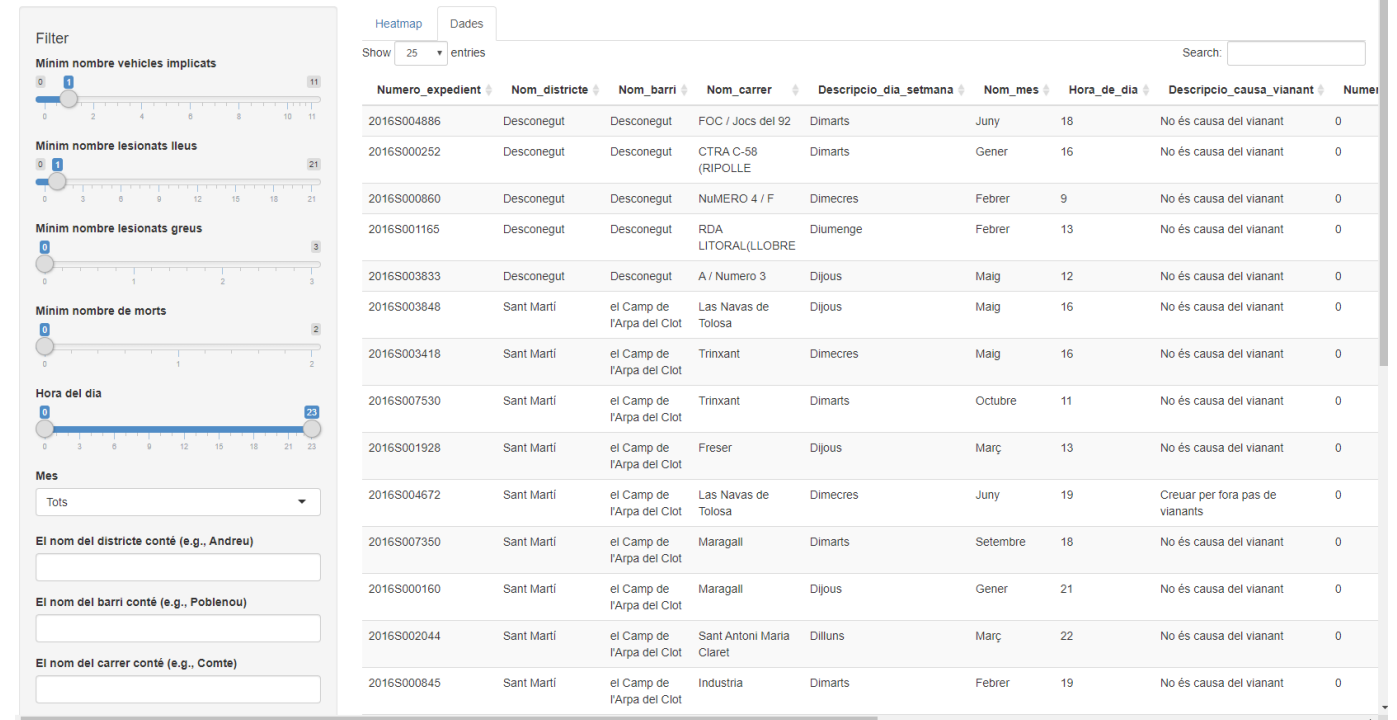 Filter
Mínim nombre vehicles implicats
0 1 11
0 2 4 6 8 10 11
Mínim nombre lesionats lleus
0 1 21
0 3 6 9 12 15 18 21
Mínim nombre lesionats greus
0 3
0 1 2 3
Mínim nombre de morts
0 2
0 1 2
Hora del dia
0 23
0 3 6 9 12 15 18 21 23
Mes
Tots
El nom del districte conté (e.g., Andreu)
El nom del barri conté (e.g., Poblenou)
El nom del carrer conté (e.g., Comte)
Heatmap Dades
Show 25 entries Search:
Numero_expedient Nom_districte Nom_barri Nom_carrer Descripcio_dia_setmana Nom_mes Hora_de_dia Descripcio_causa_vianant Numer
2016S004886 Desconegut Desconegut FOC / Jocs del 92 Dimarts Juny 18 No és causa del vianant 0
2016S000252 Desconegut Desconegut CTRA C-58 Dimarts Gener 16 No és causa del vianant 0
(RIPOLLE
2016S000860 Desconegut Desconegut NuMERO 4 / F Dimecres Febrer 9 No és causa del vianant 0
2016S001165 Desconegut Desconegut RDA Diumenge Febrer 13 No és causa del vianant 0
LITORAL(LLOBRE
2016S003833 Desconegut Desconegut A / Numero 3 Dijous Maig 12 No és causa del vianant 0
2016S003848 Sant Martí el Camp de Las Navas de Dijous Maig 16 No és causa del vianant 0
l'Arpa del Clot Tolosa
2016S003418 Sant Martí el Camp de Trinxant Dimecres Maig 16 No és causa del vianant 0
l'Arpa del Clot
2016S007530 Sant Martí el Camp de Trinxant Dimarts Octubre 11 No és causa del vianant 0
l'Arpa del Clot
2016S001928 Sant Martí el Camp de Freser Dijous Març 13 No és causa del vianant 0
l'Arpa del Clot
2016S004672 Sant Martí el Camp de Las Navas de Dimecres Juny 19 Creuar per fora pas de 0
l'Arpa del Clot Tolosa vianants
2016S007350 Sant Martí el Camp de Maragall Dimarts Setembre 18 No és causa del vianant 0
l'Arpa del Clot
2016S000160 Sant Martí el Camp de Maragall Dijous Gener 21 No és causa del vianant 0
l'Arpa del Clot
2016S002044 Sant Martí el Camp de Sant Antoni Maria Dilluns Març 22 No és causa del vianant 0
l'Arpa del Clot Claret
2016S000845 Sant Martí el Camp de Industria Dimarts Febrer 19 No és causa del vianant 0
l'Arpa del Clot